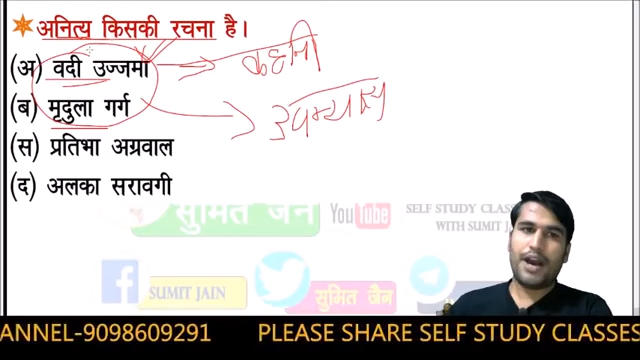 अनित्य किसकी रचना है।
(अ) वदी उज्जमा
कहानी
(ब) मृदुला गर्ग
उपन्यास
(स) प्रतिभा अग्रवाल
(द) अलका सरावगी
सुमित जैन
YouTube
SELF STUDY CLASSES
WITH SUMIT JAIN
SUMIT JAIN
सुमित जैन
ANNEL-9098609291 PLEASE SHARE SELF STUDY CLASSES